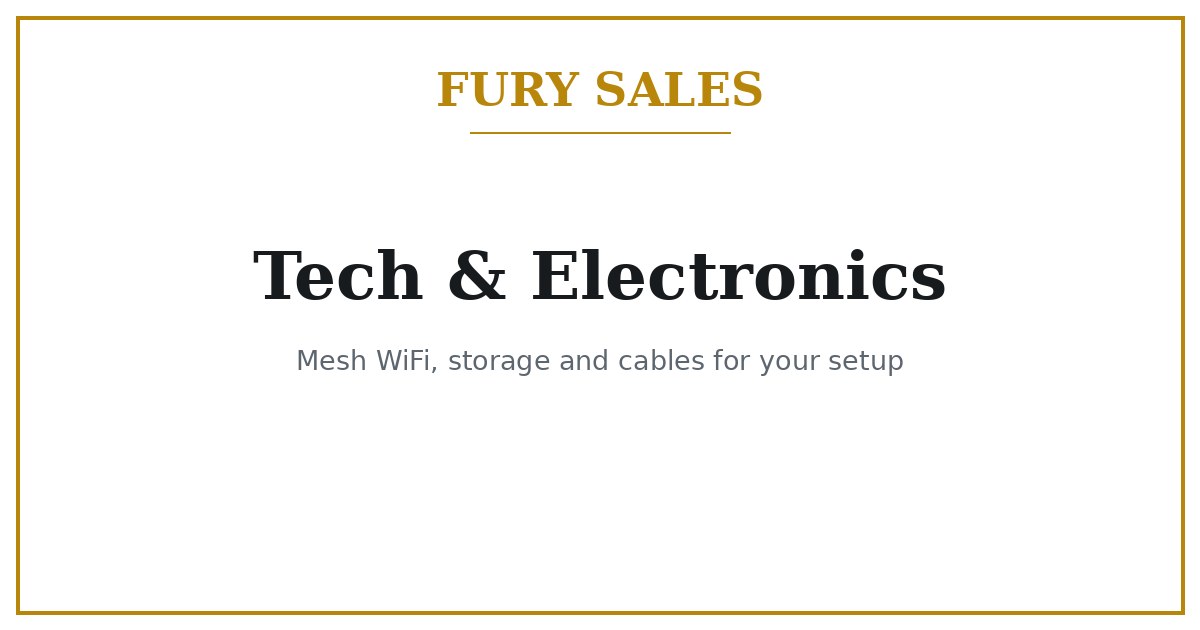 FURY SALES
Tech & Electronics
Mesh WiFi, storage and cables for your setup